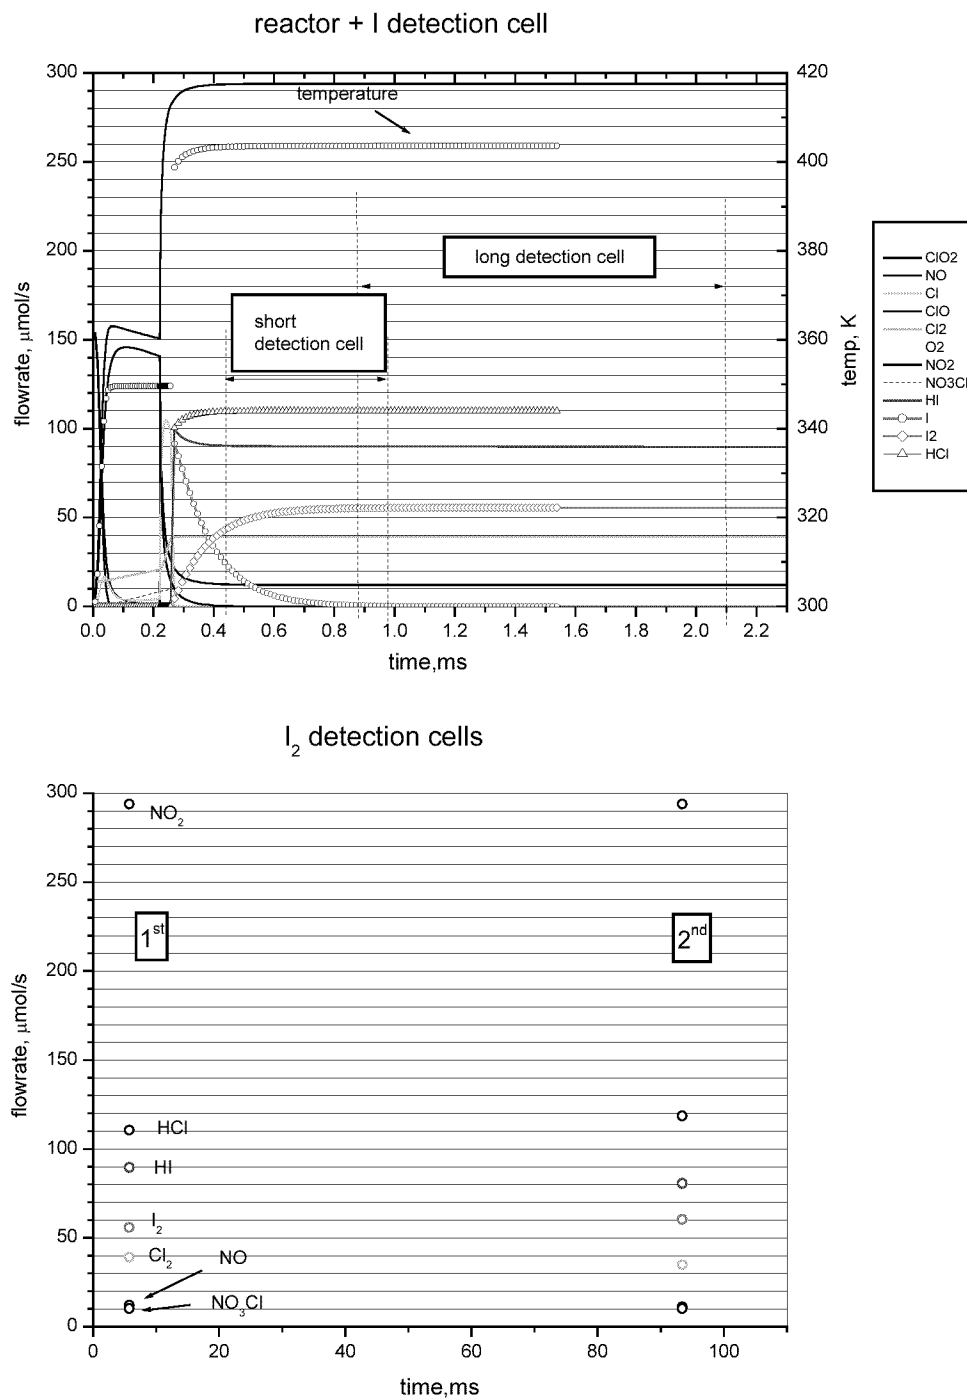 reactor + I detection cell
300
250
200
150
100
50
0
flowrate, μmol/s
420
400
380
360
340
320
300
temp, K
temperature
long detection cell
short
detection cell
0.0 0.2 0.4 0.6 0.8 1.0 1.2 1.4 1.6 1.8 2.0 2.2
time,ms
ClO2
NO
Cl
ClO
Cl2
O2
NO2
NO3Cl
HI
I
I2
HCl
I₂ detection cells
300
250
200
150
100
50
0
flowrate, μmol/s
NO₂
1ˢᵗ
2ⁿᵈ
HCl
HI
I₂
Cl₂
NO
NO₃Cl
0 20 40 60 80 100
time,ms